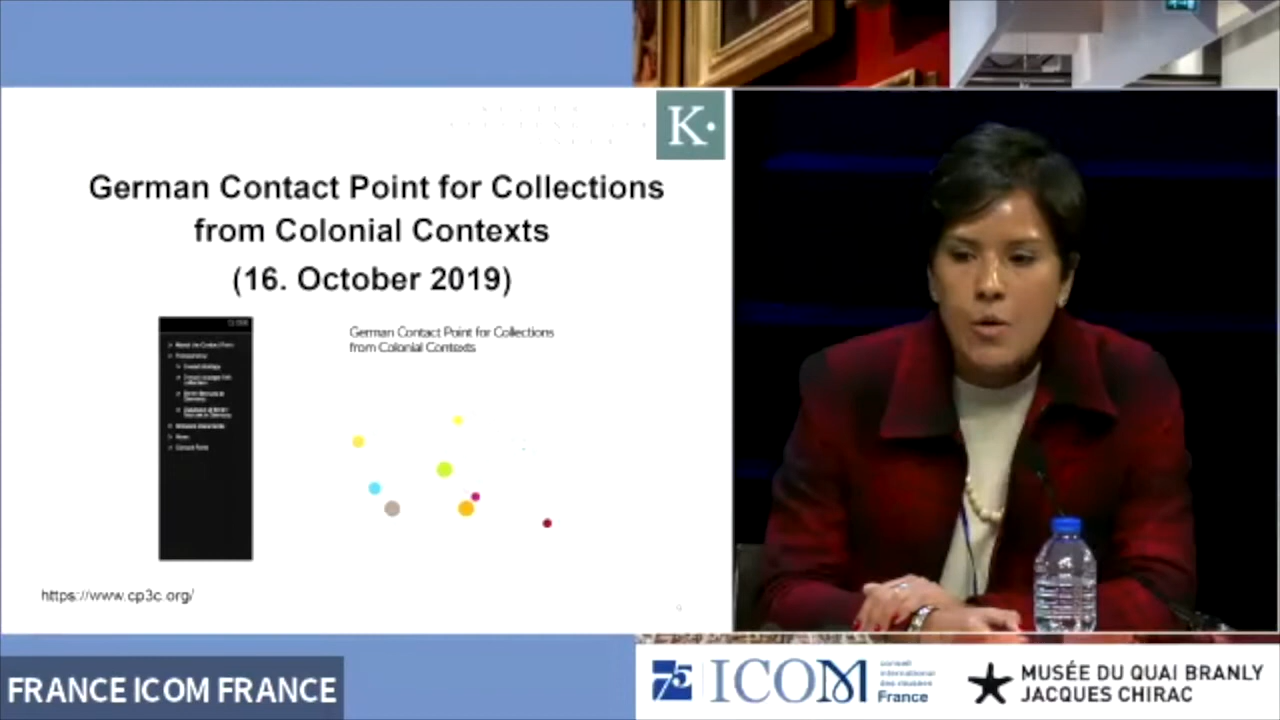 K.
German Contact Point for Collections
from Colonial Contexts
(16. October 2019)
German Contact Point for Collections
from Colonial Contexts
https://www.cp3c.org/
9
FRANCE ICOM FRANCE
75
ICOM
conseil
international
des musées
France
MUSÉE DU QUAI BRANLY
JACQUES CHIRAC